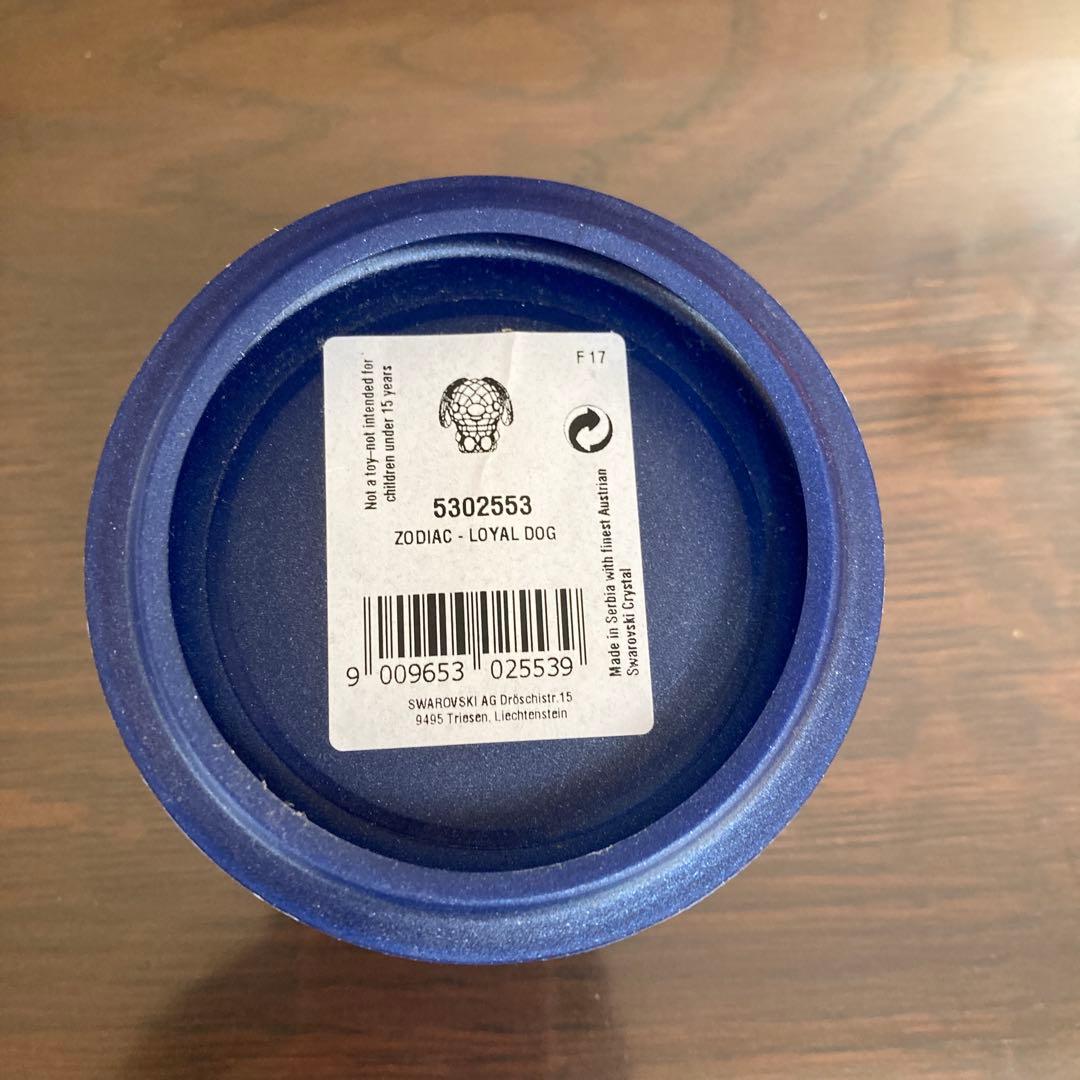 F 17
Not a toy–not intended for
children under 15 years
5302553
ZODIAC - LOYAL DOG
Made in Serbia with finest Austrian
Swarovski Crystal
9 009653 025539
SWAROVSKI AG Dröschistr.15
9495 Triesen, Liechtenstein